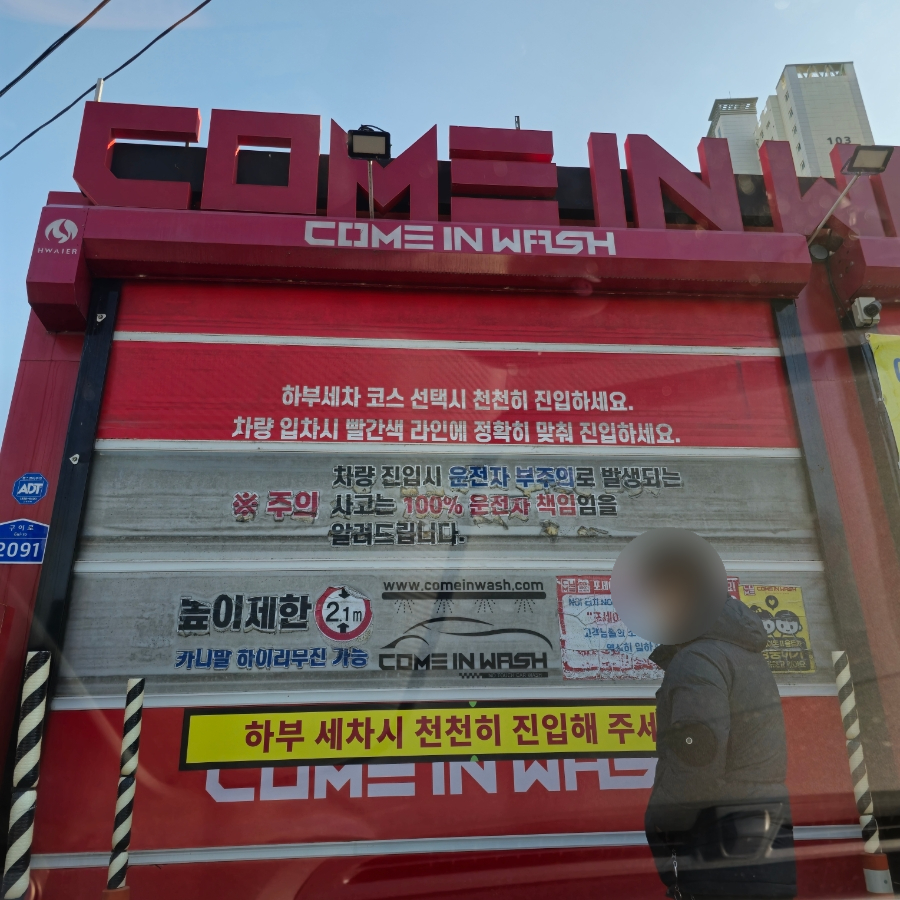 103
COME IN W
COME IN WASH
HWAIER
하부세차 코스 선택시 천천히 진입하세요.
차량 입차시 빨간색 라인에 정확히 맞춰 진입하세요.
차량 진입시 운전자 부주의로 발생되는
※ 주의 사고는 100% 운전자 책임임을
알려드립니다.
ADT
구이로
2091
www.comeinwash.com
높이제한 2.1m
카니발 하이리무진 가능
COME IN WASH
하부 세차시 천천히 진입해 주세
COME IN WAS